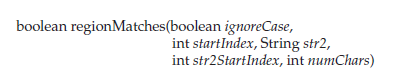 boolean regionMatches(boolean ignoreCase,
int startIndex, String str2,
int str2StartIndex, int numChars)